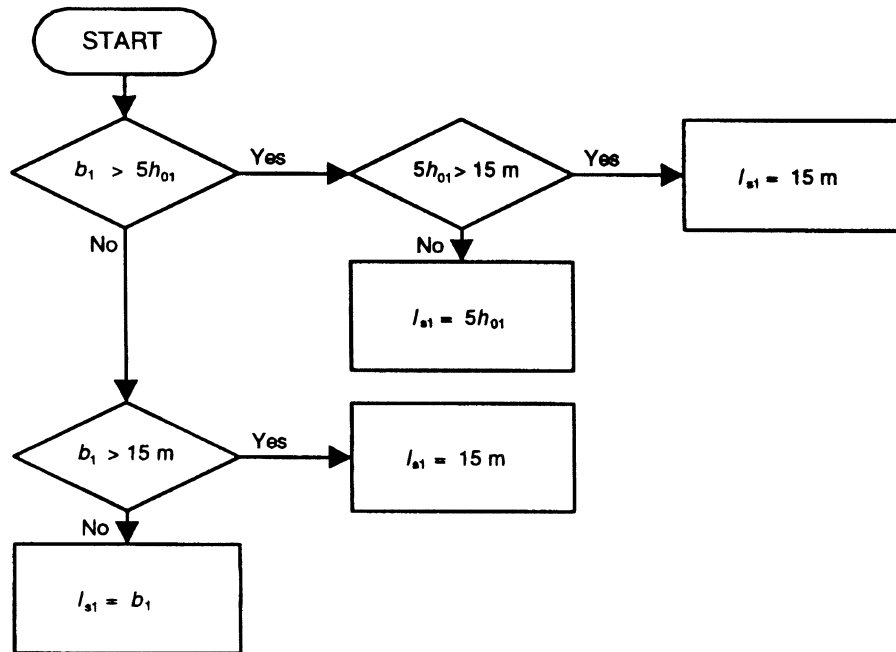 START
b₁ > 5h₀₁
Yes
5h₀₁ > 15 m
Yes
lₛ₁ = 15 m
No
No
lₛ₁ = 5h₀₁
b₁ > 15 m
Yes
lₛ₁ = 15 m
No
lₛ₁ = b₁